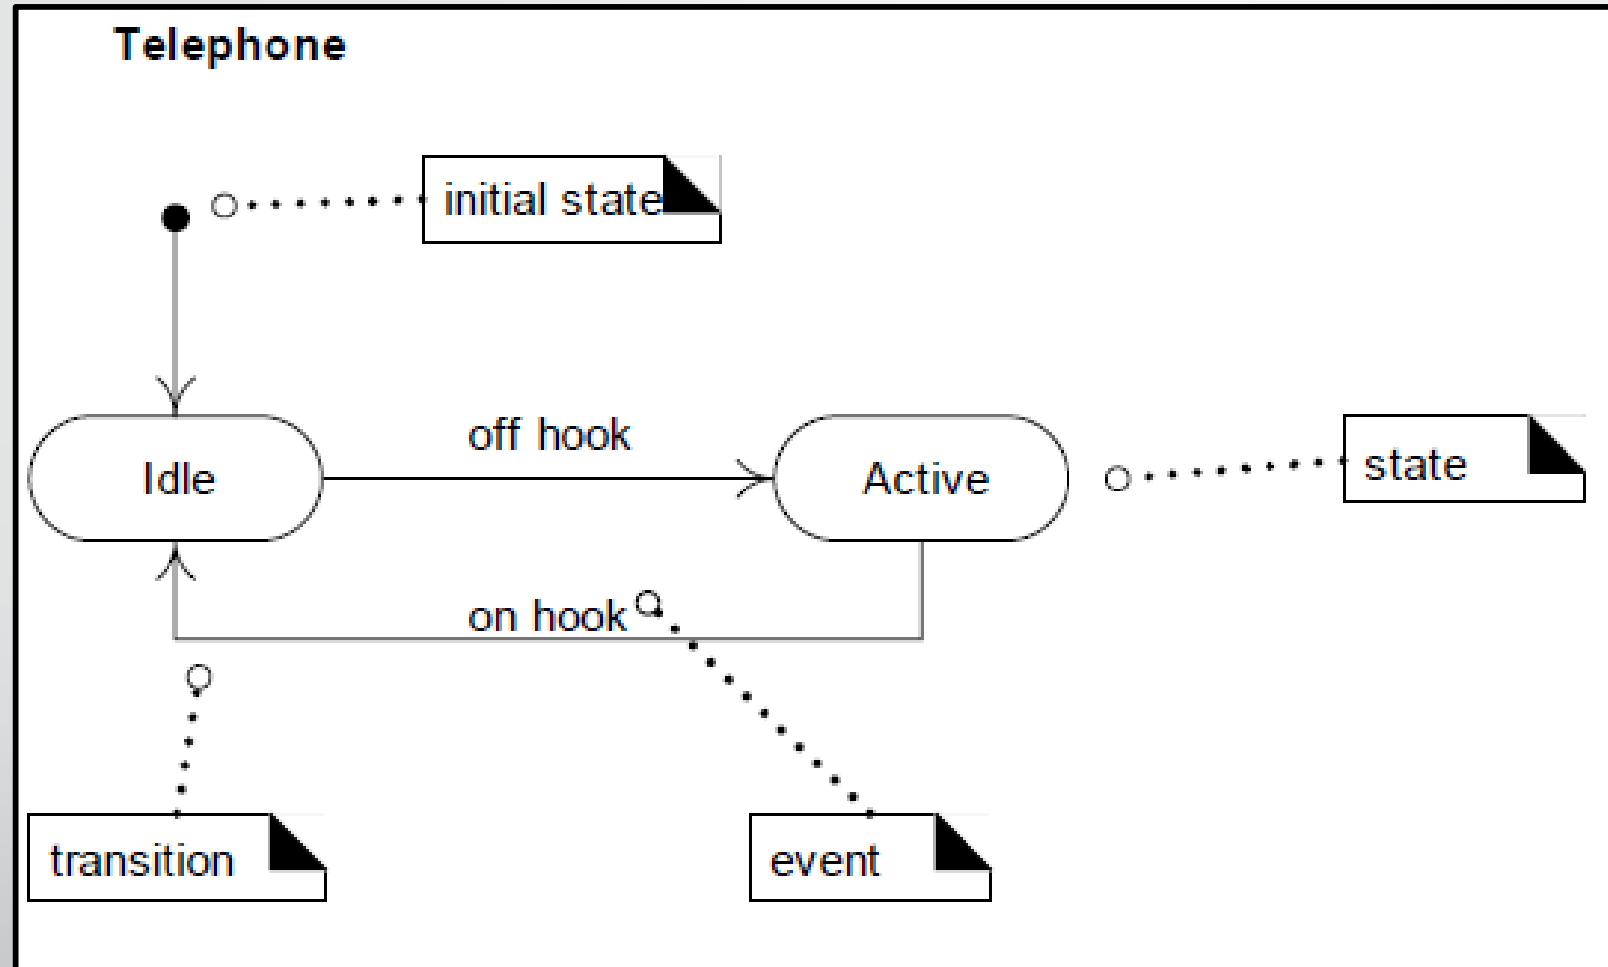 Telephone
initial state
off hook
Idle
Active
state
on hook
transition
event